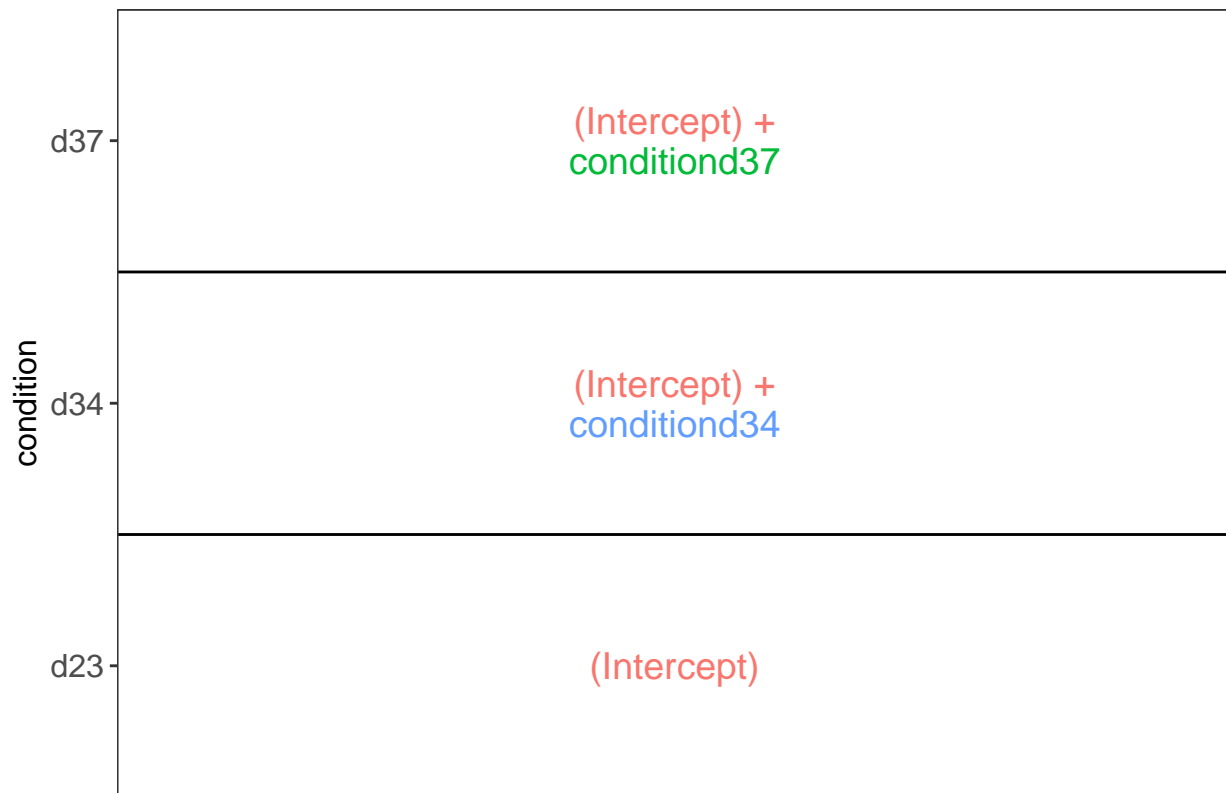 d37
(Intercept) +
conditiond37
condition
d34
(Intercept) +
conditiond34
d23
(Intercept)